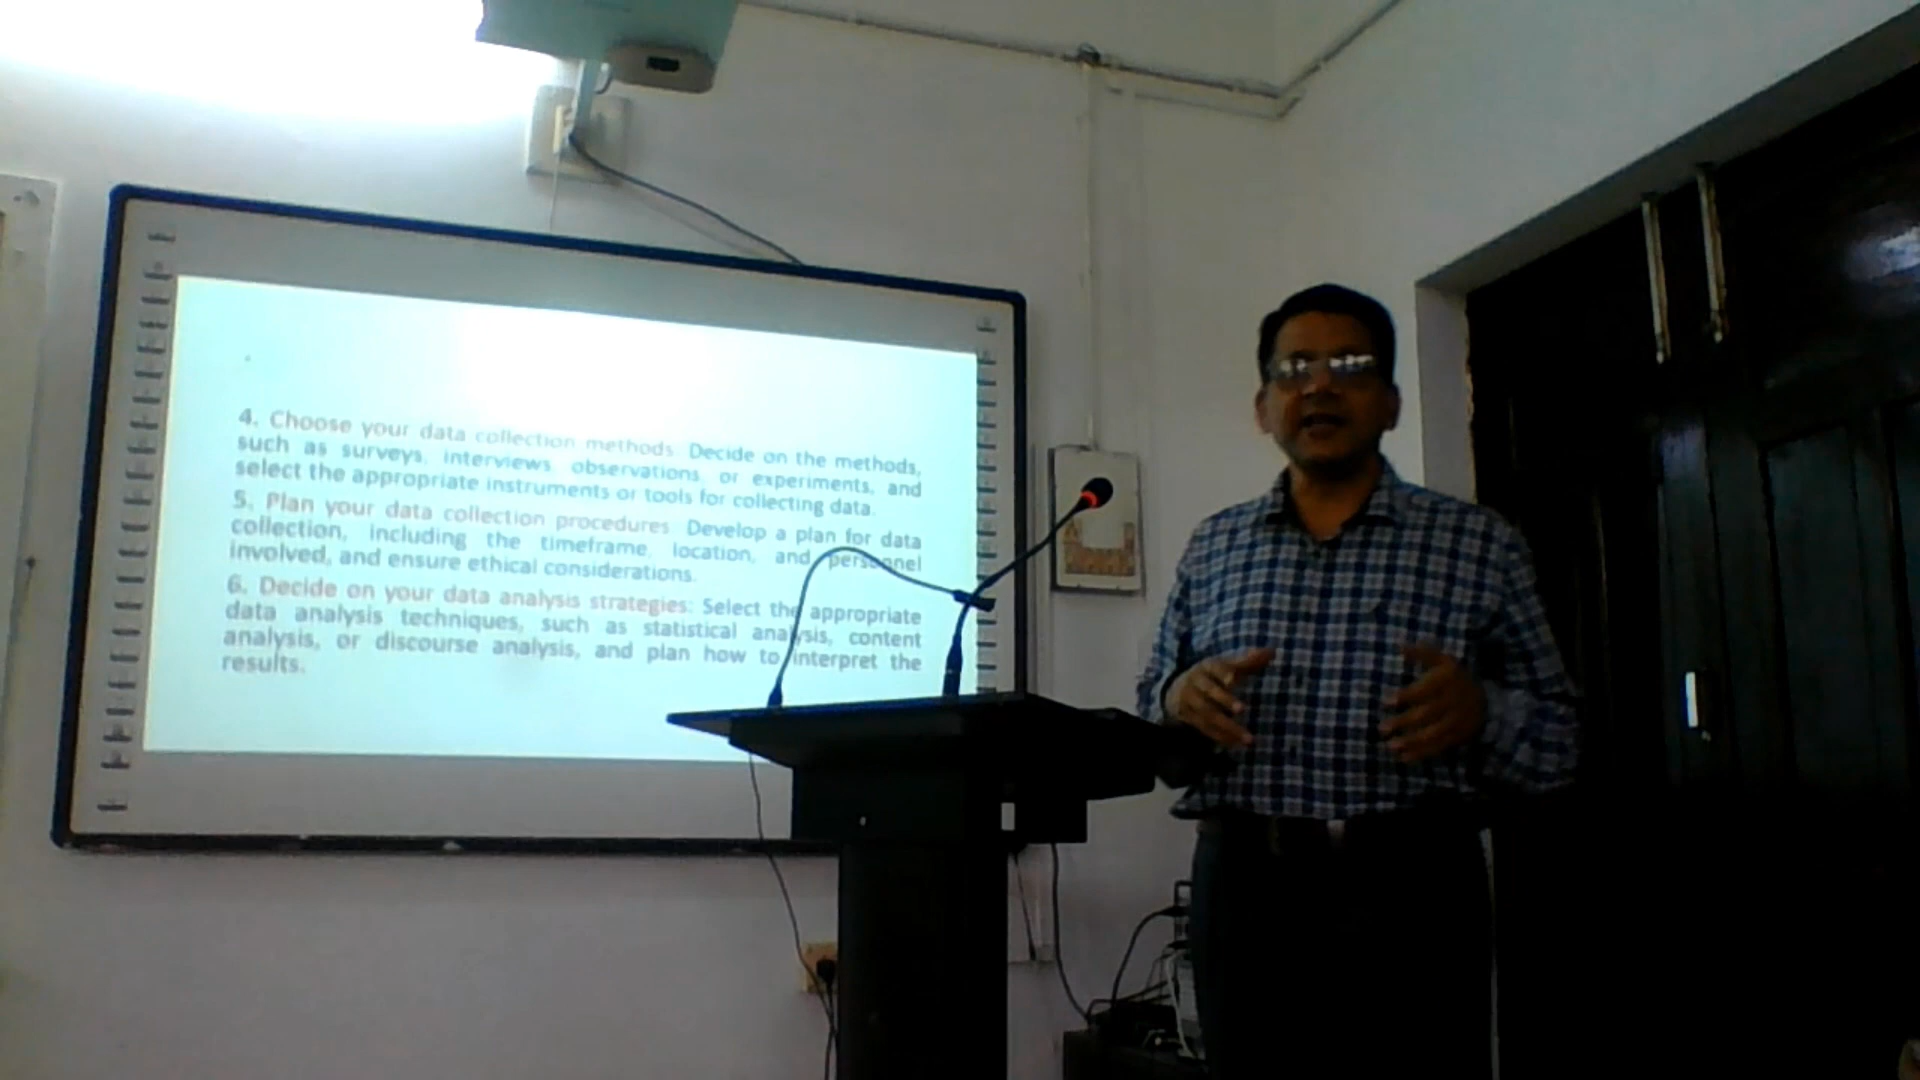 4. Choose your data collection methods: Decide on the methods,
such as surveys, interviews, observations, or experiments, and
select the appropriate instruments or tools for collecting data.
5. Plan your data collection procedures: Develop a plan for data
collection, including the timeframe, location, and personnel
involved, and ensure ethical considerations.
6. Decide on your data analysis strategies: Select the appropriate
data analysis techniques, such as statistical analysis, content
analysis, or discourse analysis, and plan how to interpret the
results.